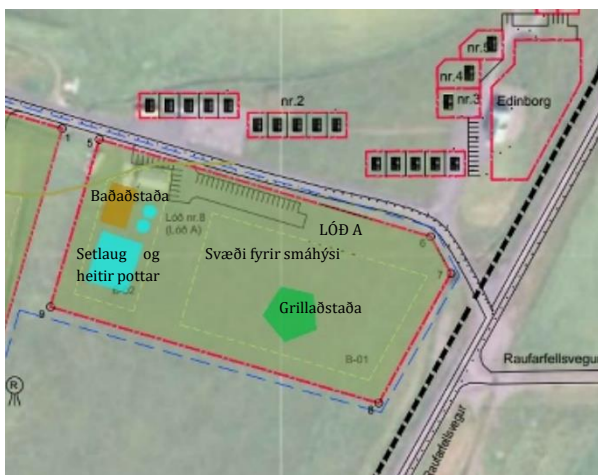 nr.5
nr.4
nr.2
nr.3
Edinborg
1
5
Baðaðstaða
Lóð nr.8
(Lóð A)
LÓÐ A
6
Setlaug og
heitir pottar
Svæði fyrir smáhýsi
7
Grillaðstaða
9
B-01
Raufarfellsvegur
8
R
Raufarfellsvegur